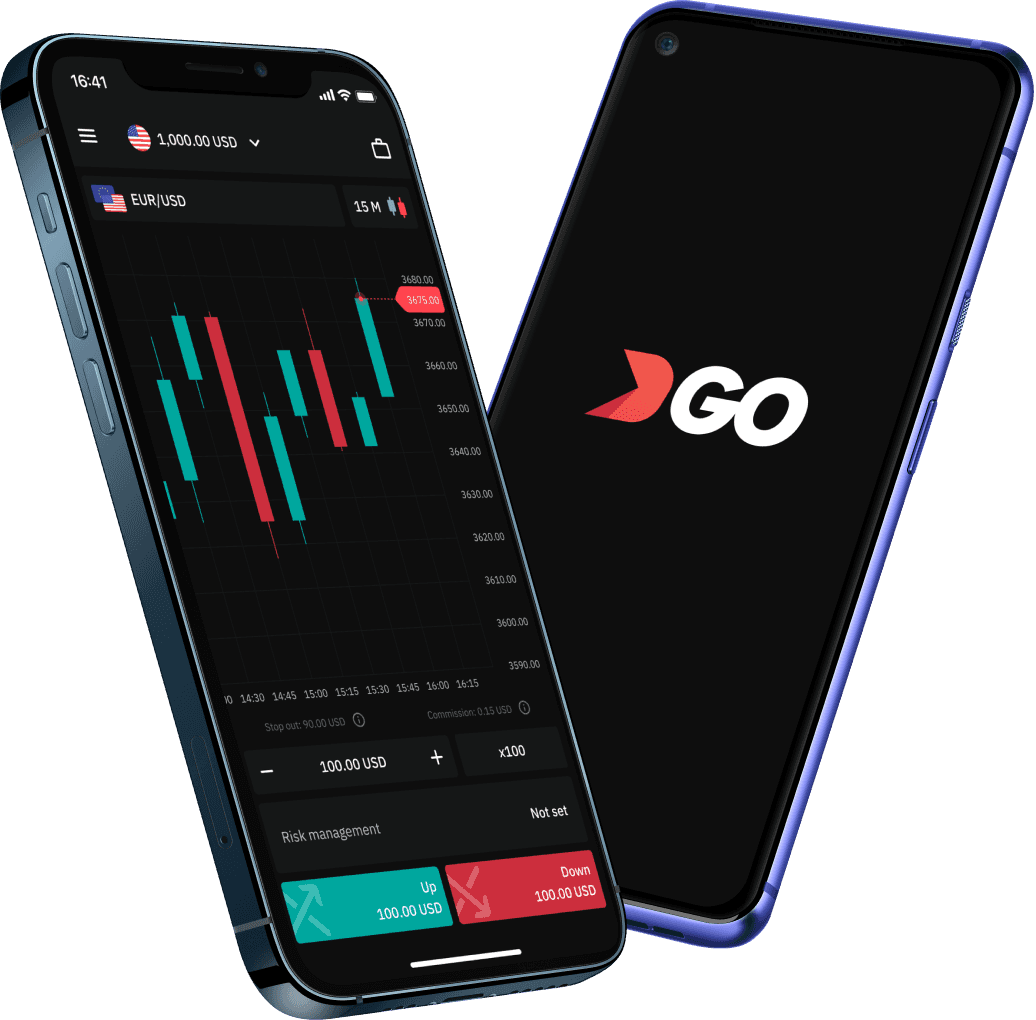 16:41
1,000.00 USD
EUR/USD
15 M
3680.00
3675.00
3670.00
3660.00
3650.00
3640.00
3630.00
3620.00
3610.00
3600.00
3590.00
14:30 14:45 15:00 15:15 15:30 15:45 16:00 16:15
Stop out: 90.00 USD Commission: 0.15 USD
− 100.00 USD + x100
Risk management Not set
Up
100.00 USD
Down
100.00 USD
GO